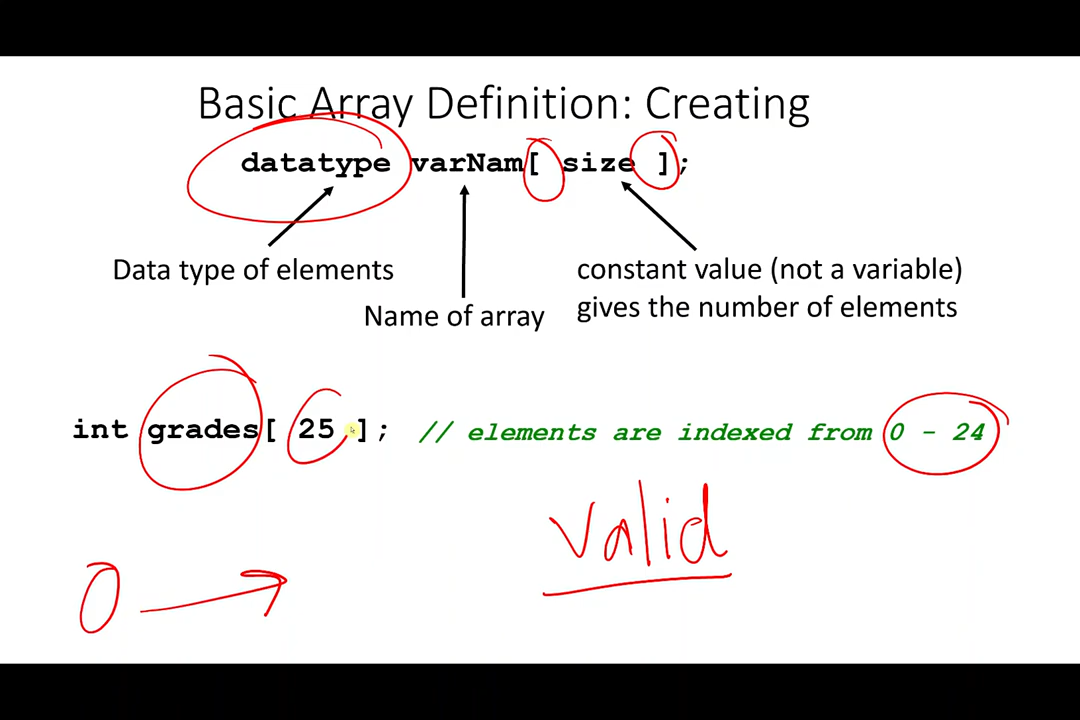 Basic Array Definition: Creating
datatype varNam[ size ];
Data type of elements
Name of array
constant value (not a variable)
gives the number of elements
int grades[ 25 ]; // elements are indexed from 0 - 24
valid
0